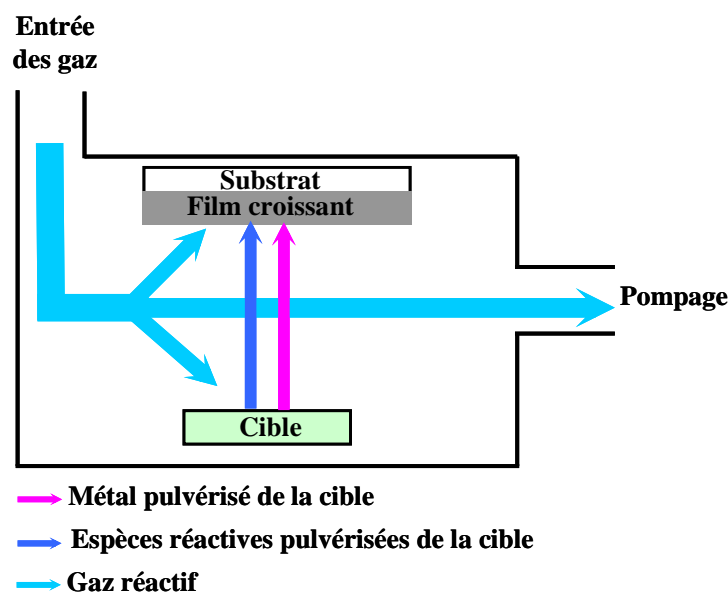 Entrée
des gaz
Substrat
Film croissant
Pompage
Cible
Métal pulvérisé de la cible
Espèces réactives pulvérisées de la cible
Gaz réactif